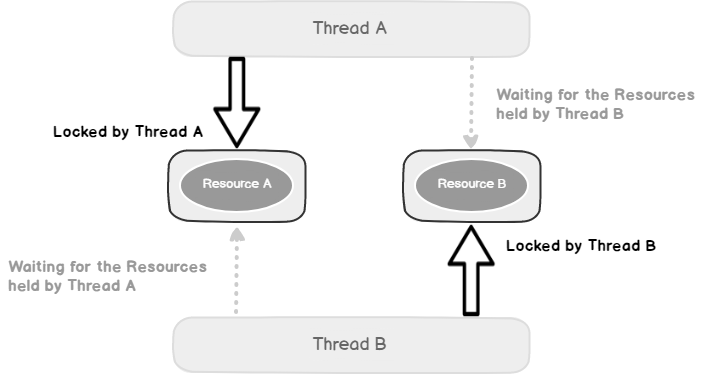 Thread A
Waiting for the Resources
held by Thread B
Locked by Thread A
Resource A
Resource B
Locked by Thread B
Waiting for the Resources
held by Thread A
Thread B